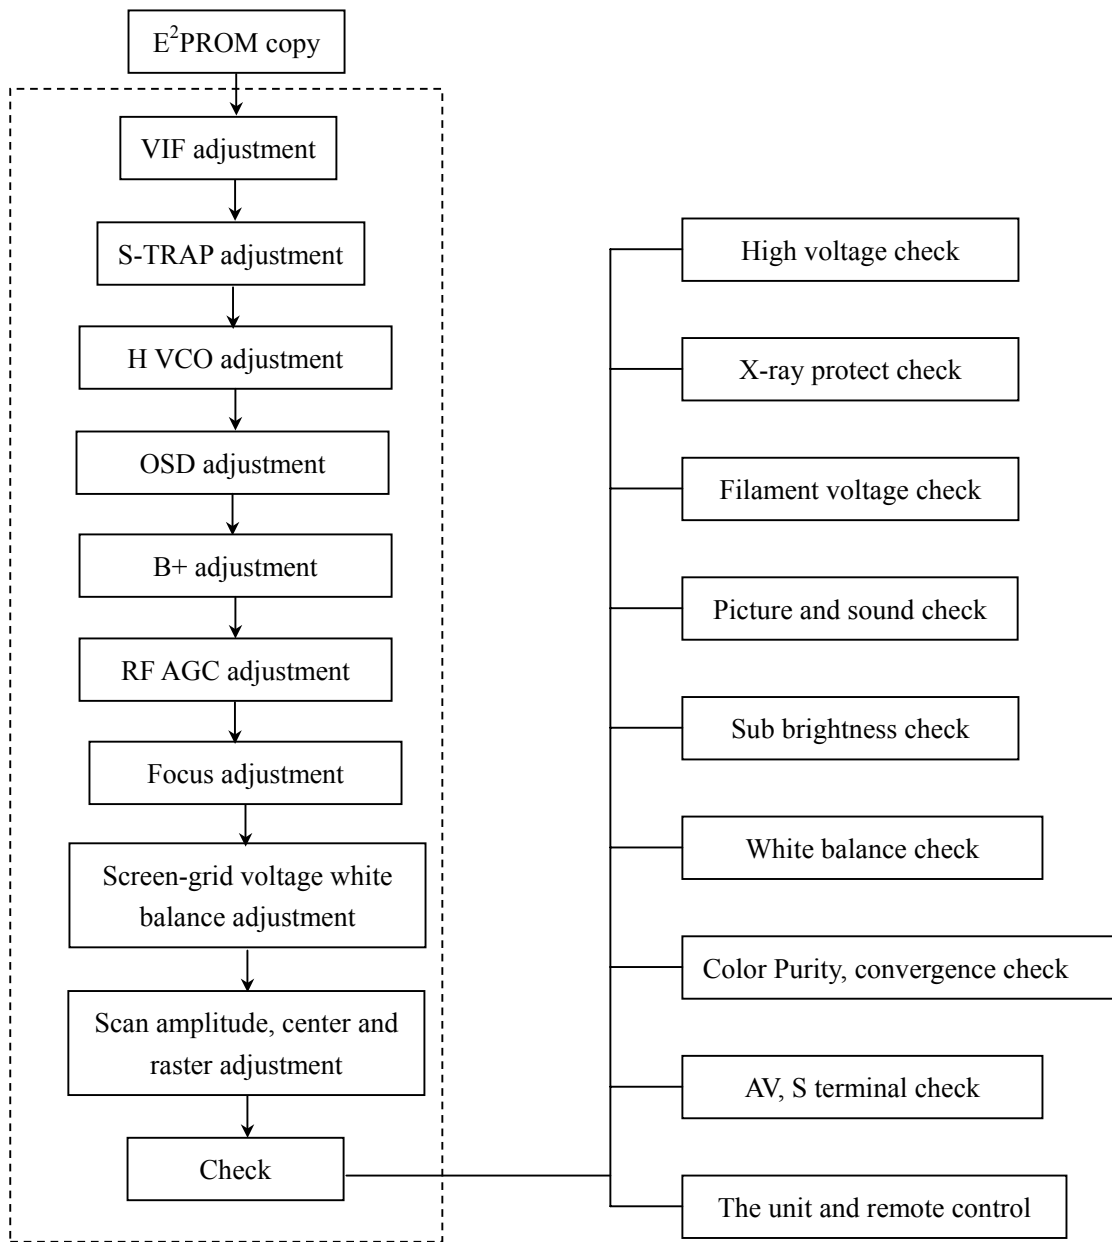 E²PROM copy
VIF adjustment
S-TRAP adjustment
H VCO adjustment
OSD adjustment
B+ adjustment
RF AGC adjustment
Focus adjustment
Screen-grid voltage white
balance adjustment
Scan amplitude, center and
raster adjustment
Check
High voltage check
X-ray protect check
Filament voltage check
Picture and sound check
Sub brightness check
White balance check
Color Purity, convergence check
AV, S terminal check
The unit and remote control